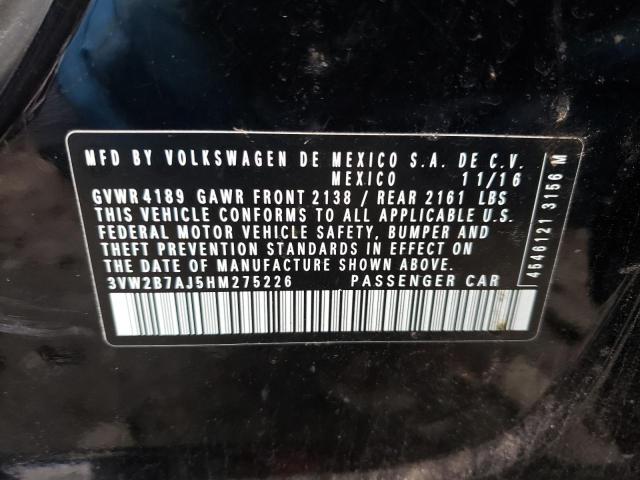 MFD BY VOLKSWAGEN DE MEXICO S.A. DE C.V.
MEXICO 11/16
GVWR 4189 GAWR FRONT 2138 / REAR 2161 LBS
THIS VEHICLE CONFORMS TO ALL APPLICABLE U.S.
FEDERAL MOTOR VEHICLE SAFETY, BUMPER AND
THEFT PREVENTION STANDARDS IN EFFECT ON
THE DATE OF MANUFACTURE SHOWN ABOVE.
3VW2B7AJ5HM275226 PASSENGER CAR
4546121 3156 M